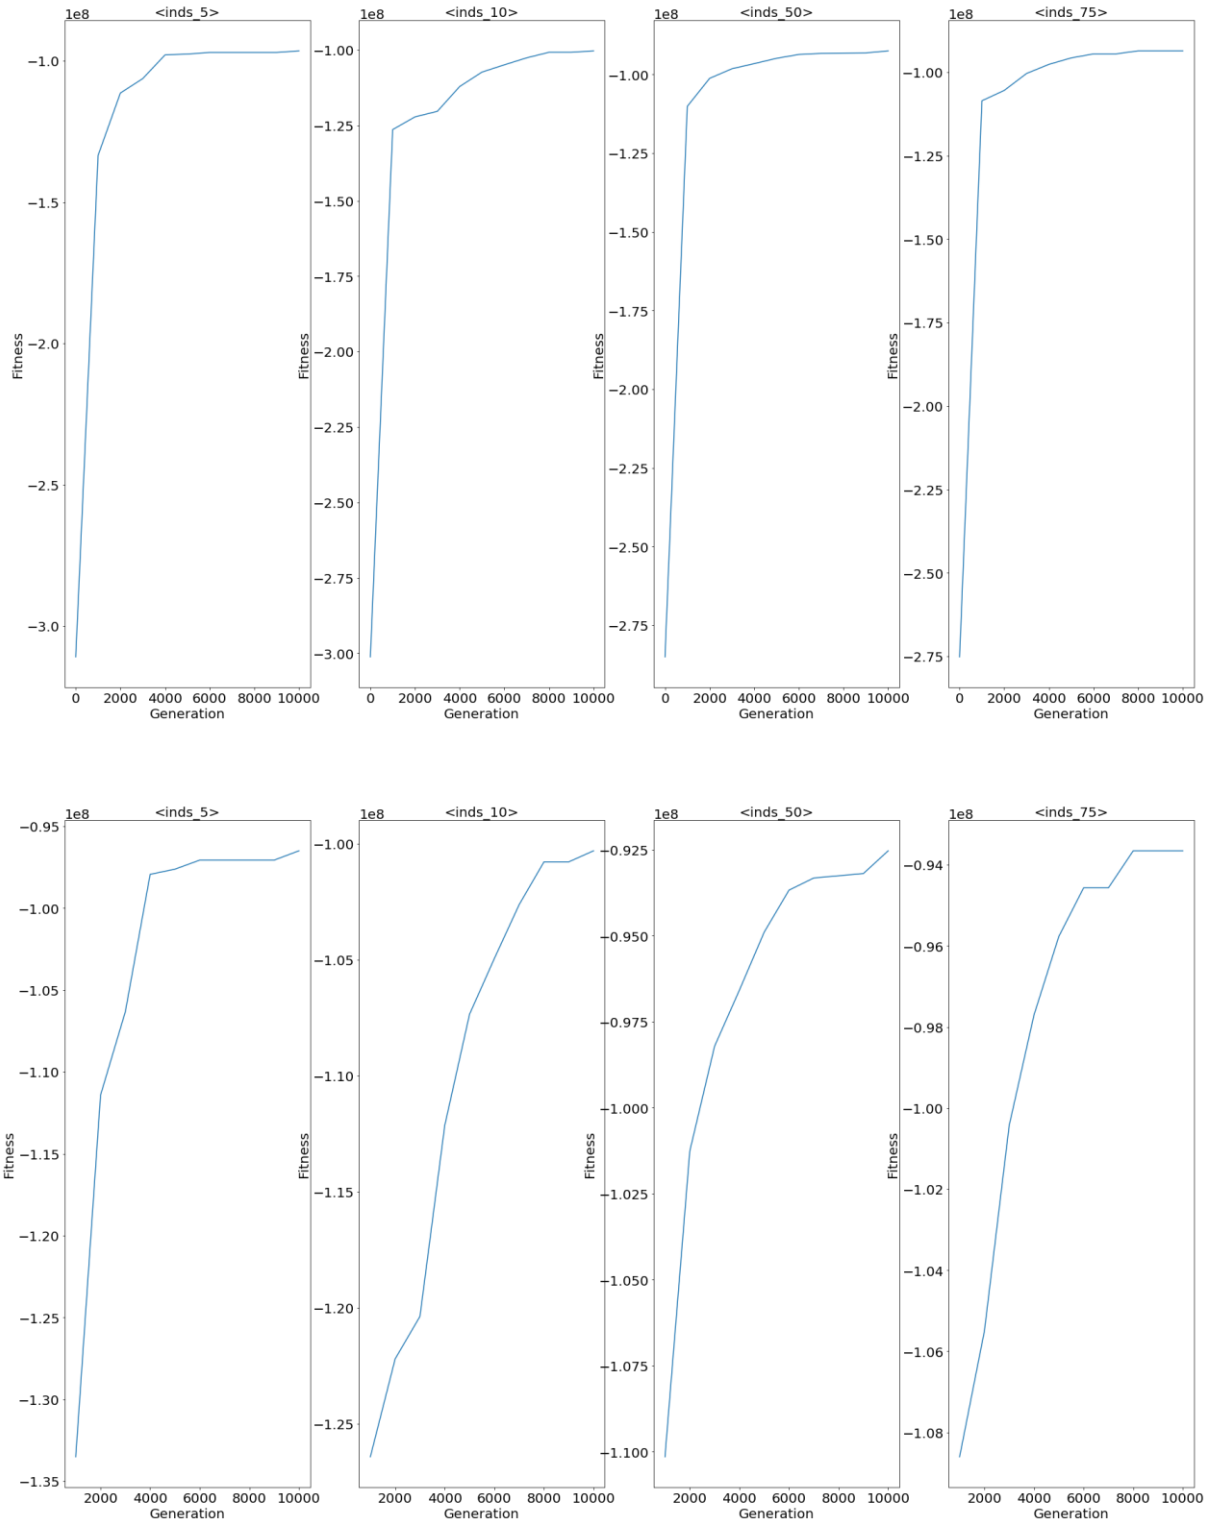 1e8 <inds_5>
−1.0
−1.5
−2.0
−2.5
−3.0
Fitness
0 2000 4000 6000 8000 10000
Generation
1e8 <inds_10>
−1.00
−1.25
−1.50
−1.75
−2.00
−2.25
−2.50
−2.75
−3.00
Fitness
0 2000 4000 6000 8000 10000
Generation
1e8 <inds_50>
−1.00
−1.25
−1.50
−1.75
−2.00
−2.25
−2.50
−2.75
Fitness
0 2000 4000 6000 8000 10000
Generation
1e8 <inds_75>
−1.00
−1.25
−1.50
−1.75
−2.00
−2.25
−2.50
−2.75
Fitness
0 2000 4000 6000 8000 10000
Generation
1e8 <inds_5>
−0.95
−1.00
−1.05
−1.10
−1.15
−1.20
−1.25
−1.30
−1.35
Fitness
2000 4000 6000 8000 10000
Generation
1e8 <inds_10>
−1.00
−1.05
−1.10
−1.15
−1.20
−1.25
Fitness
2000 4000 6000 8000 10000
Generation
1e8 <inds_50>
−0.925
−0.950
−0.975
−1.000
−1.025
−1.050
−1.075
−1.100
Fitness
2000 4000 6000 8000 10000
Generation
1e8 <inds_75>
−0.94
−0.96
−0.98
−1.00
−1.02
−1.04
−1.06
−1.08
Fitness
2000 4000 6000 8000 10000
Generation